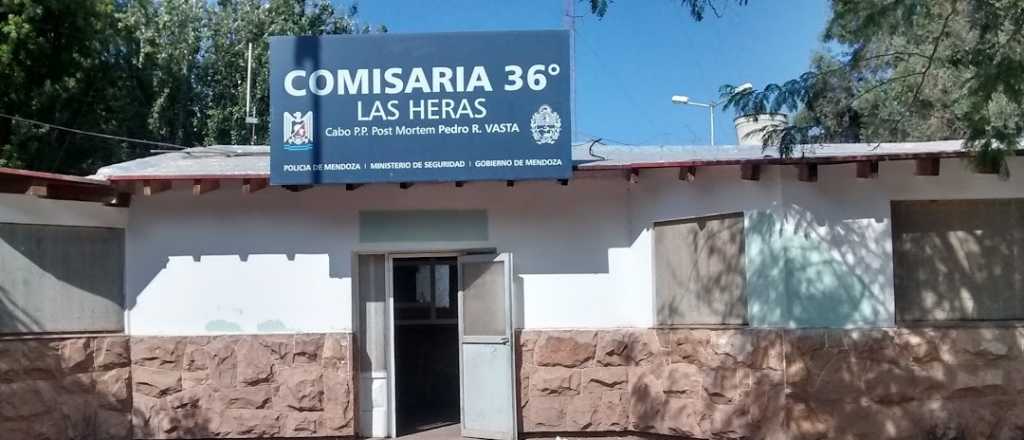 COMISARIA 36°
LAS HERAS
Cabo P.P. Post Mortem Pedro R. VASTA
POLICIA DE MENDOZA | MINISTERIO DE SEGURIDAD | GOBIERNO DE MENDOZA